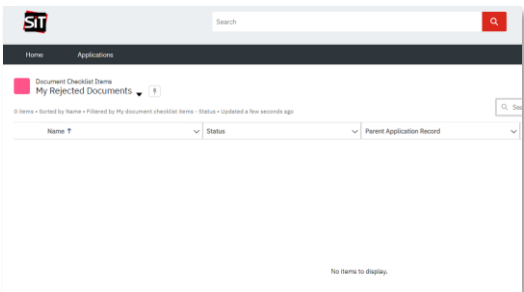 SiT
Search
Home Applications
Document Checklist Items
My Rejected Documents
0 items • Sorted by Name • Filtered by My document checklist items - Status • Updated a few seconds ago
Name ↑ Status Parent Application Record
No items to display.